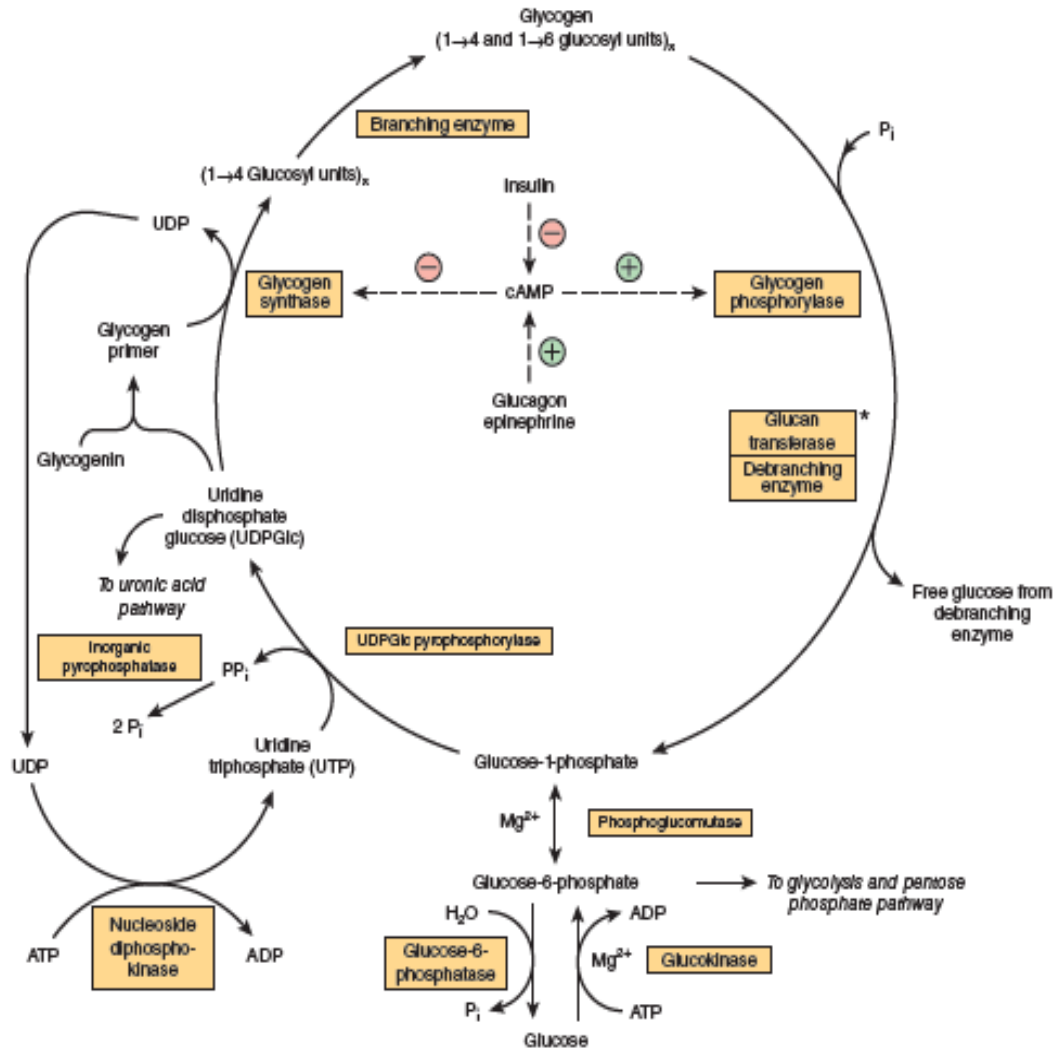 Glycogen
(1→4 and 1→6 glucosyl units)ₓ
Branching enzyme
Pᵢ
(1→4 Glucosyl units)ₓ
Insulin
UDP
−
−
+
Glycogen
synthase
cAMP
Glycogen
phosphorylase
Glycogen
primer
+
Glucagon
epinephrine
Glucan
transferase
*
Debranching
enzyme
Glycogenin
Uridine
disphosphate
glucose (UDPGlc)
To uronic acid
pathway
Free glucose from
debranching
enzyme
Inorganic
pyrophosphatase
UDPGlc pyrophosphorylase
PPᵢ
2 Pᵢ
UDP
Uridine
triphosphate (UTP)
Glucose-1-phosphate
Mg²⁺
Phosphoglucomutase
Glucose-6-phosphate
To glycolysis and pentose
phosphate pathway
H₂O
ADP
Nucleoside
diphospho-
kinase
ATP
ADP
Glucose-6-
phosphatase
Mg²⁺
Glucokinase
Pᵢ
ATP
Glucose